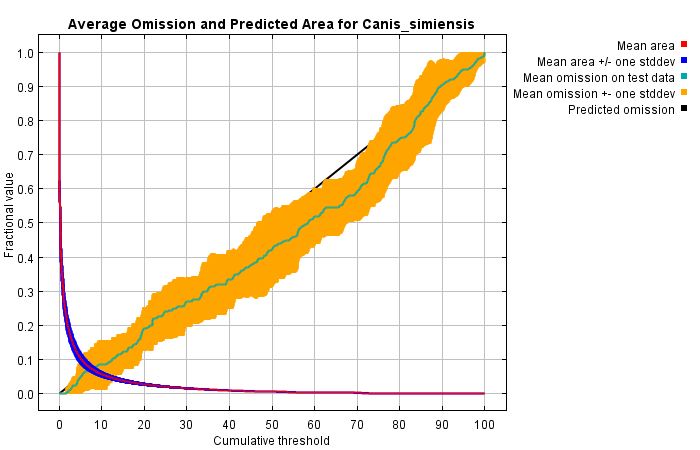 Average Omission and Predicted Area for Canis_simiensis
Mean area
Mean area +/- one stddev
Mean omission on test data
Mean omission +- one stddev
Predicted omission
Fractional value
1.0
0.9
0.8
0.7
0.6
0.5
0.4
0.3
0.2
0.1
0.0
0 10 20 30 40 50 60 70 80 90 100
Cumulative threshold